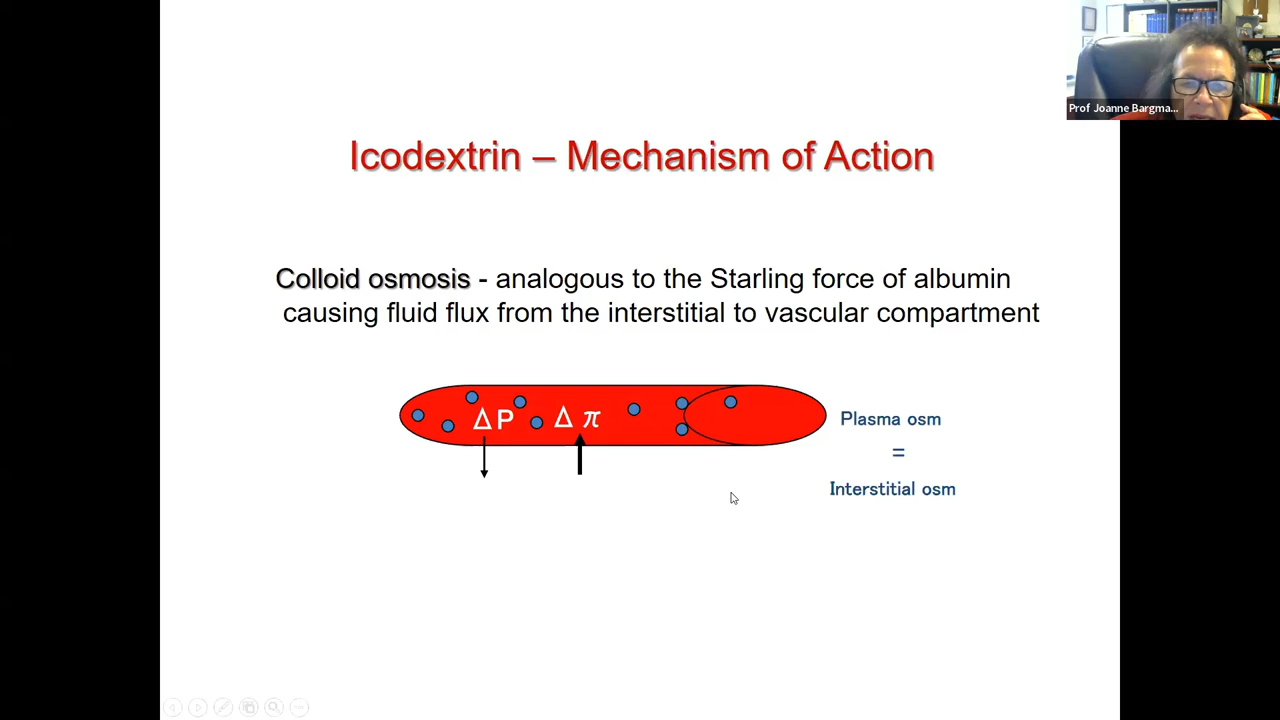 Prof Joanne Bargma...
Icodextrin – Mechanism of Action
Colloid osmosis - analogous to the Starling force of albumin
causing fluid flux from the interstitial to vascular compartment
Δ P Δ π
Plasma osm
=
Interstitial osm